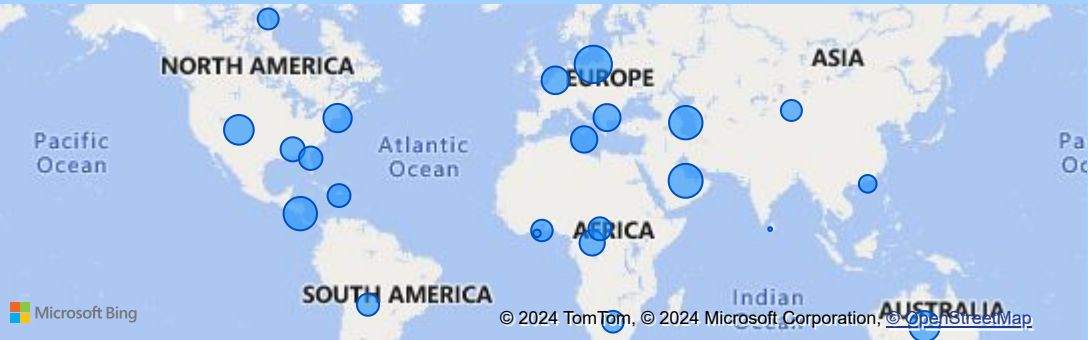 NORTH AMERICA
ASIA
EUROPE
Pacific
Ocean
Atlantic
Ocean
Pa
Oc
AFRICA
SOUTH AMERICA
Indian
Ocean
AUSTRALIA
Microsoft Bing
© 2024 TomTom, © 2024 Microsoft Corporation, © OpenStreetMap